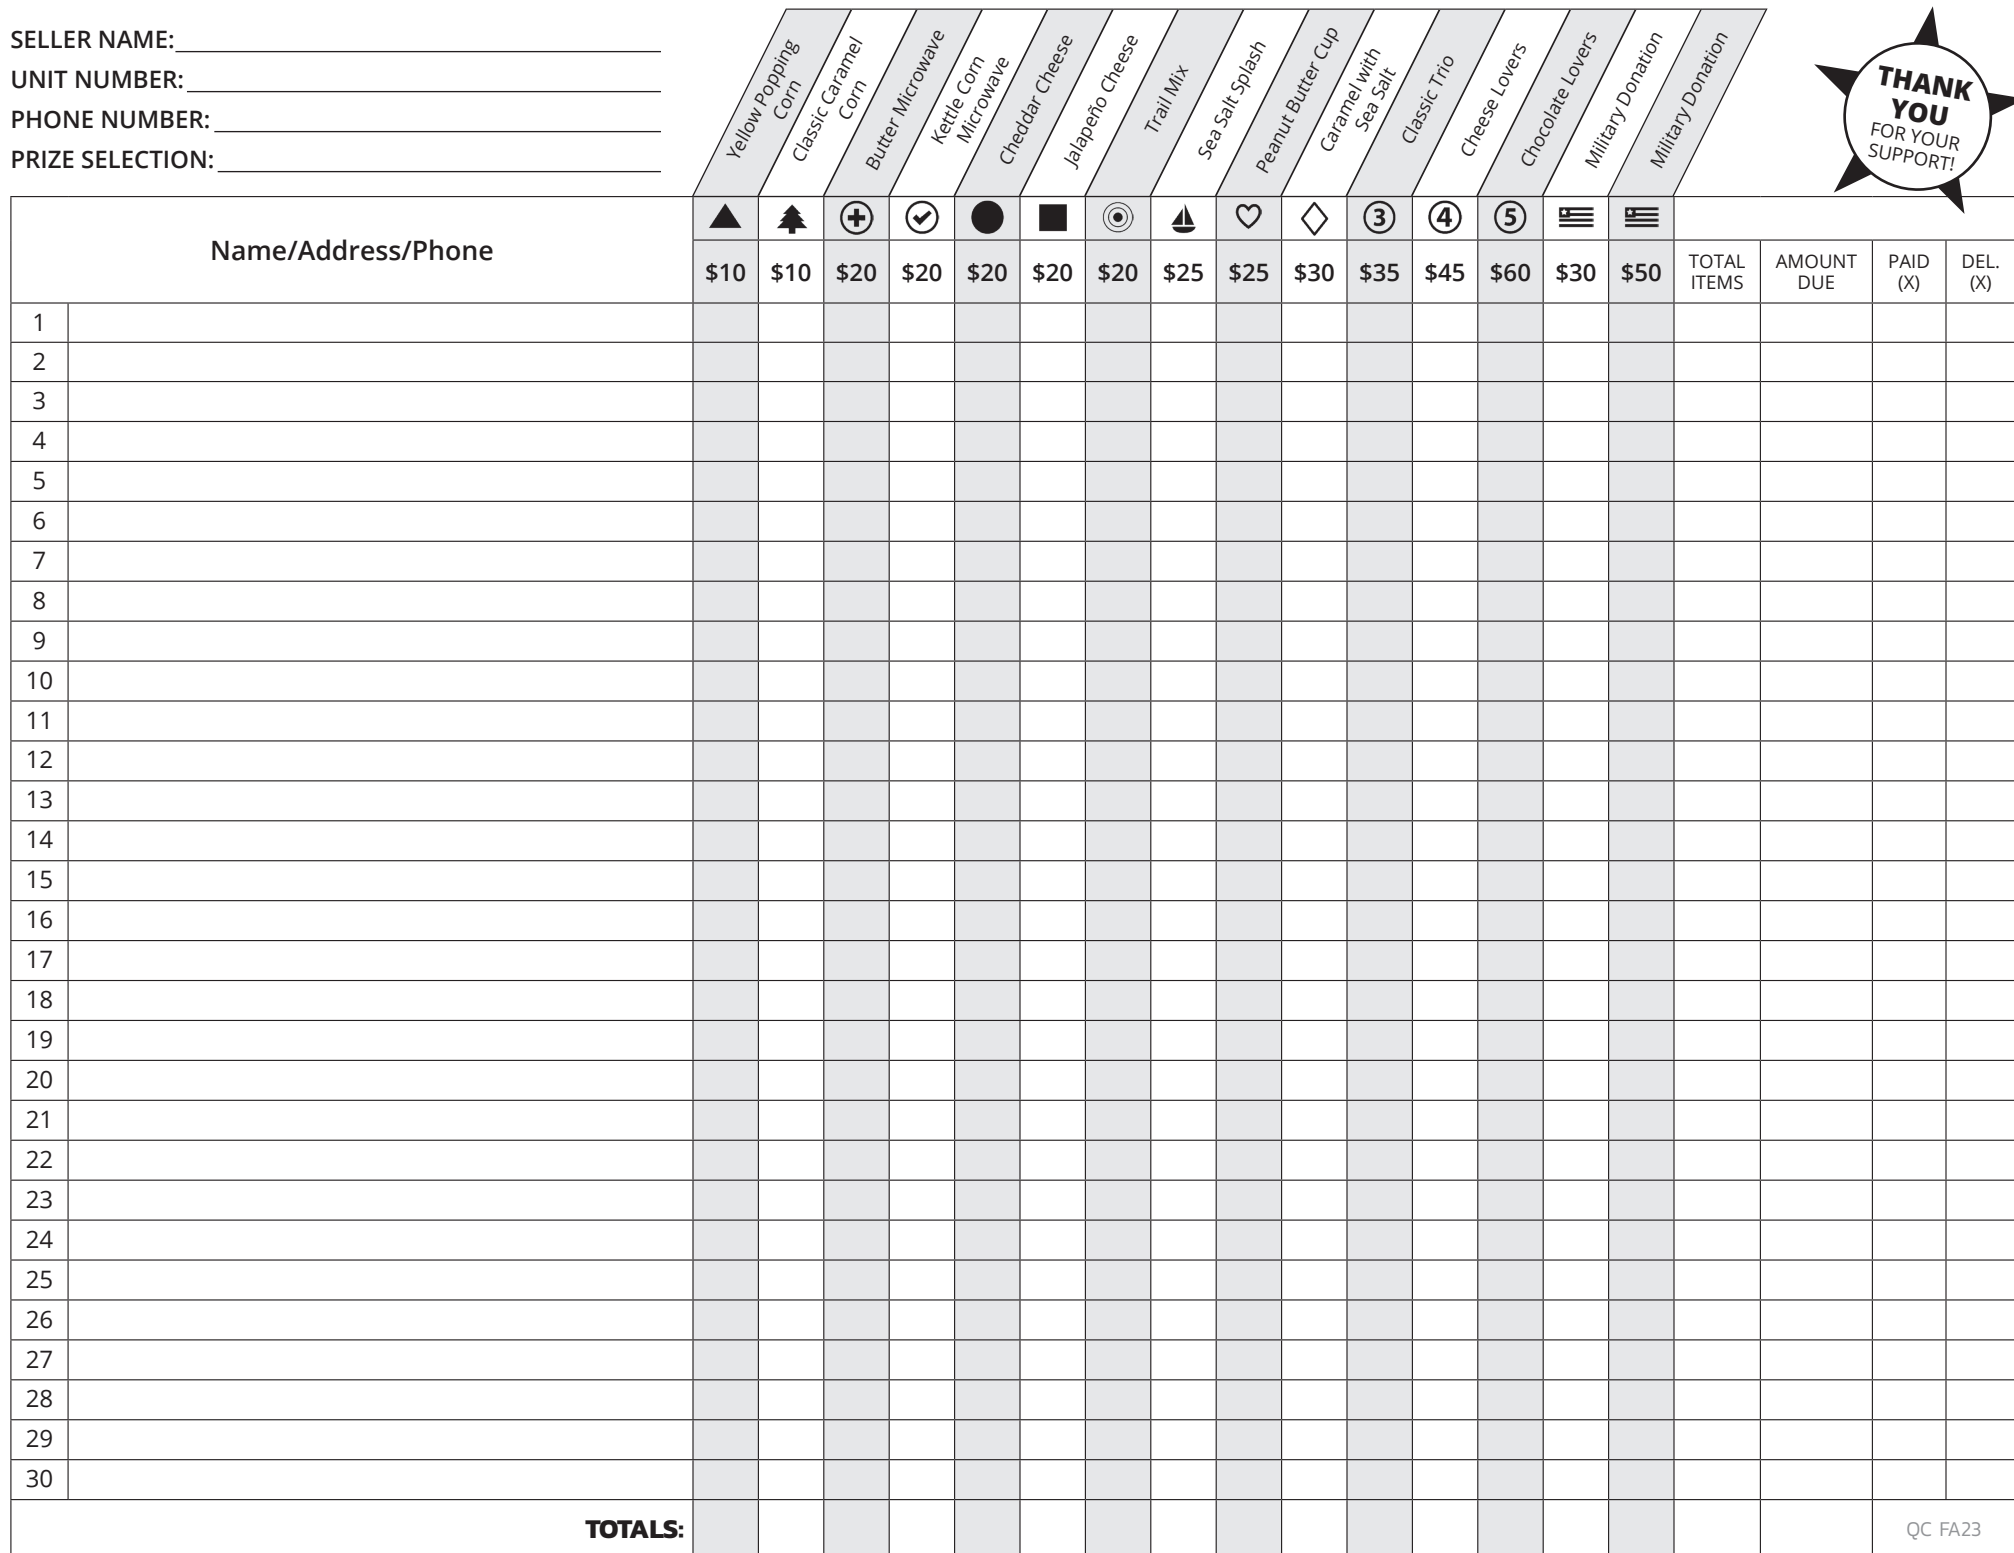 SELLER NAME:
UNIT NUMBER:
PHONE NUMBER:
PRIZE SELECTION:
Yellow Popping
Corn
Classic Caramel
Corn
Butter Microwave
Kettle Corn
Microwave
Cheddar Cheese
Jalapeño Cheese
Trail Mix
Sea Salt Splash
Peanut Butter Cup
Caramel with
Sea Salt
Classic Trio
Cheese Lovers
Chocolate Lovers
Military Donation
Military Donation
THANK
YOU
FOR YOUR
SUPPORT!
Name/Address/Phone
3 4 5
$10 $10 $20 $20 $20 $20 $20 $25 $25 $30 $35 $45 $60 $30 $50
TOTAL
ITEMS
AMOUNT
DUE
PAID
(X)
DEL.
(X)
1
2
3
4
5
6
7
8
9
10
11
12
13
14
15
16
17
18
19
20
21
22
23
24
25
26
27
28
29
30
TOTALS:
QC FA23